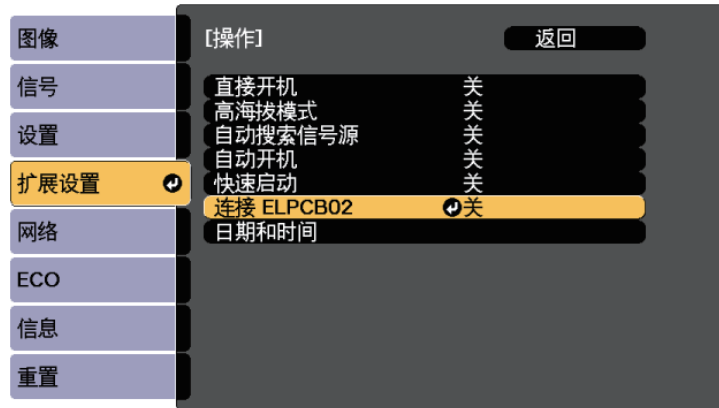 图像
信号
设置
扩展设置
网络
ECO
信息
重置
[操作] 返回
直接开机 关
高海拔模式 关
自动搜索信号源 关
自动开机 关
快速启动 关
连接 ELPCB02 关
日期和时间